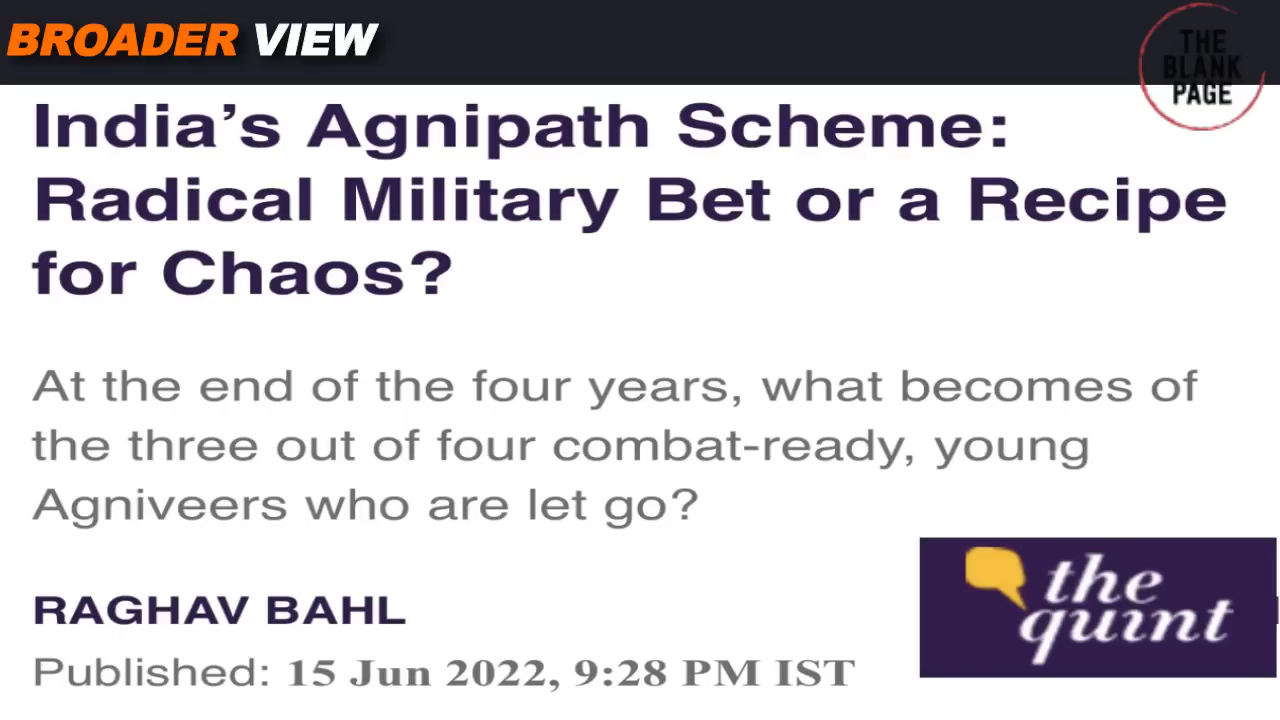 BROADER VIEW
THE
BLANK
PAGE
India’s Agnipath Scheme:
Radical Military Bet or a Recipe
for Chaos?
At the end of the four years, what becomes of
the three out of four combat-ready, young
Agniveers who are let go?
RAGHAV BAHL
Published: 15 Jun 2022, 9:28 PM IST
the
quint